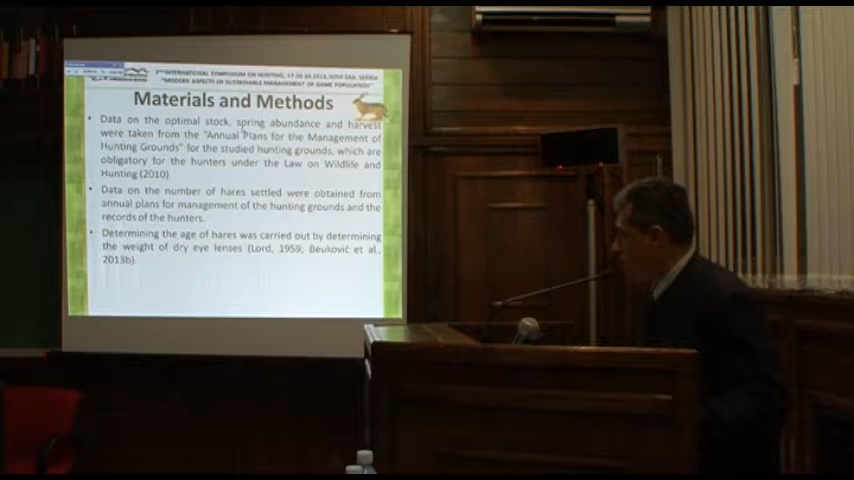 2ND INTERNATIONAL SYMPOSIUM ON HUNTING, 17-20.10.2013, NOVI SAD, SERBIA
"MODERN ASPECTS OF SUSTAINABLE MANAGEMENT OF GAME POPULATION"
Materials and Methods
• Data on the optimal stock, spring abundance and harvest
were taken from the "Annual Plans for the Management of
Hunting Grounds" for the studied hunting grounds, which are
obligatory for the hunters under the Law on Wildlife and
Hunting (2010).
• Data on the number of hares settled were obtained from
annual plans for management of the hunting grounds and the
records of the hunters.
• Determining the age of hares was carried out by determining
the weight of dry eye lenses (Lord, 1959; Beuković et al.,
2013b).